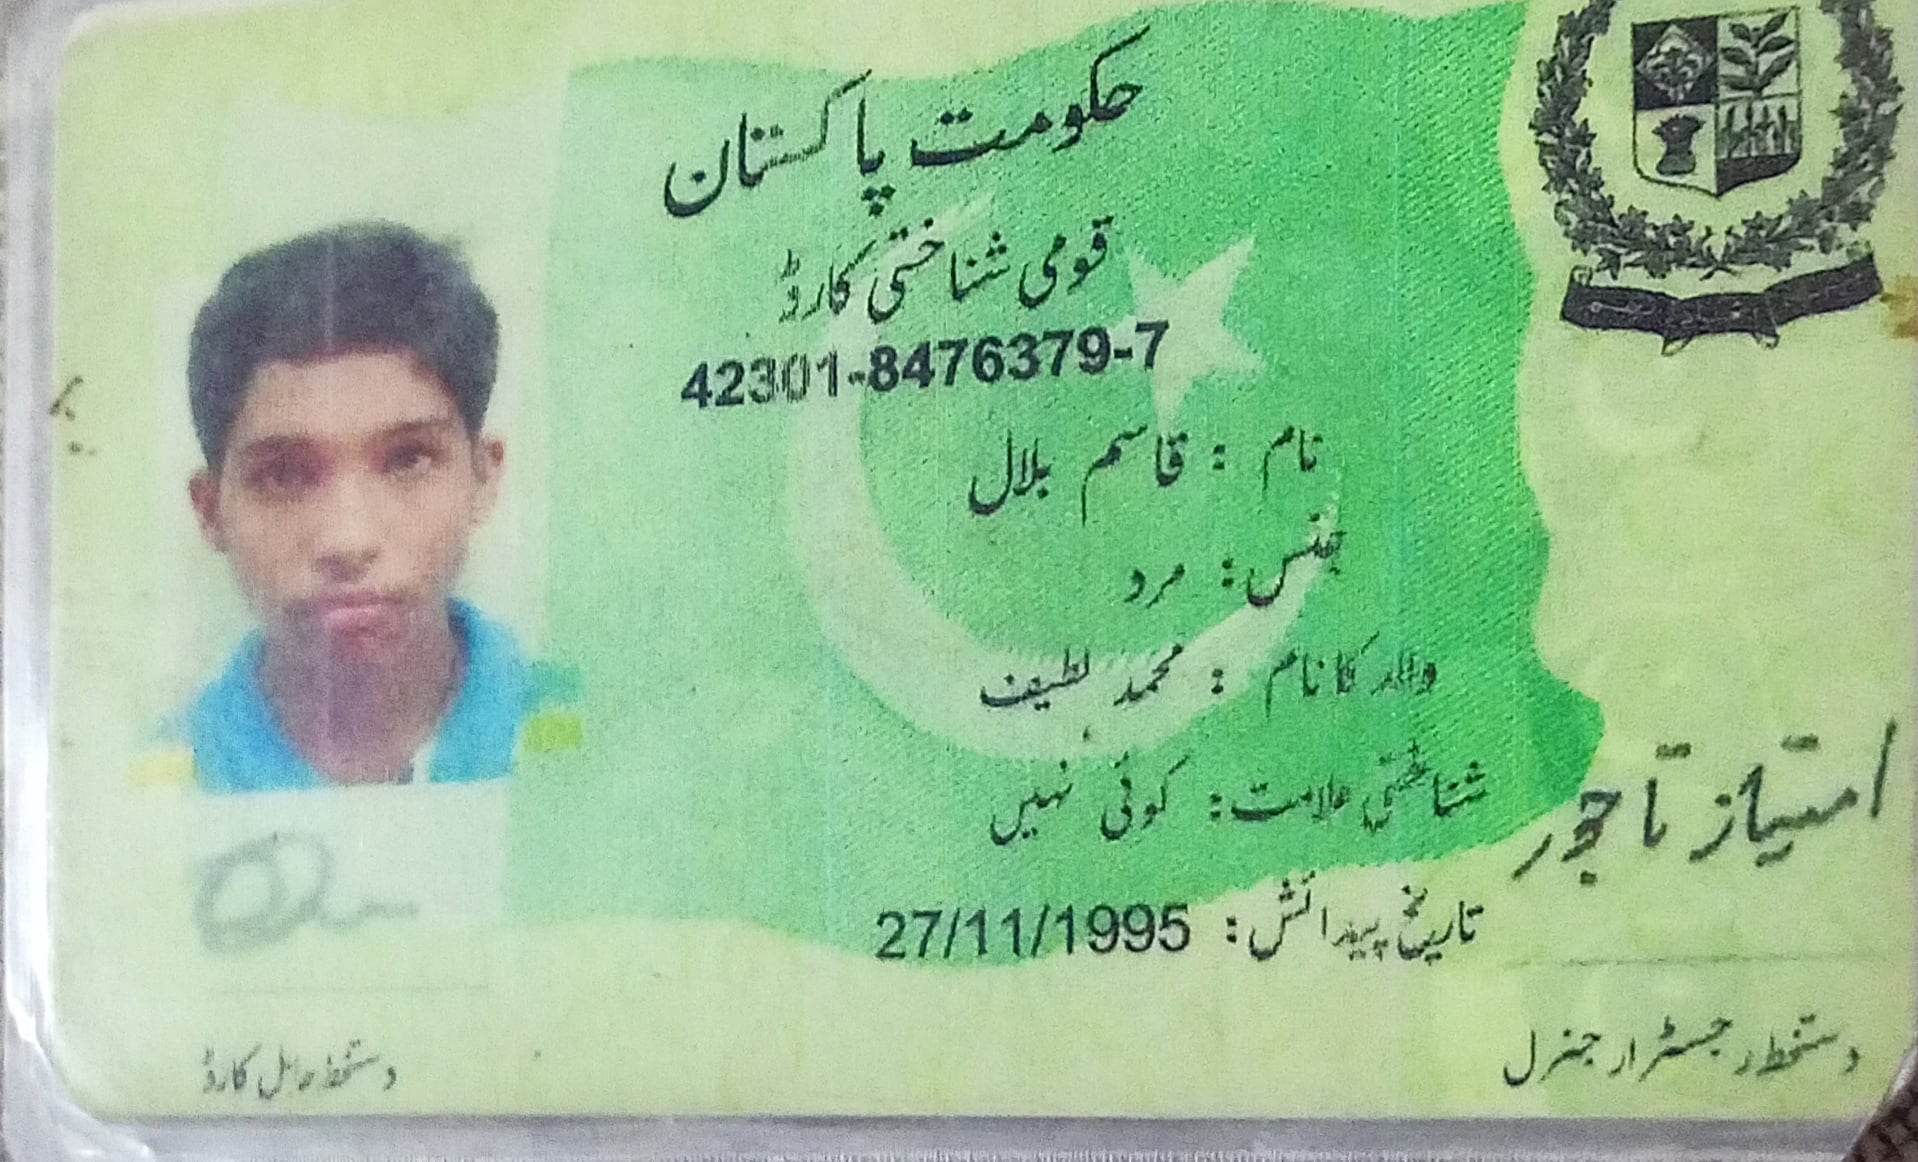 حکومت پاکستان
قومی شناختی کارڈ
42301-8476379-7
نام : قاسم بلال
جنس: مرد
والد کا نام : محمد لطیف
شناختی علامت: کوئی نہیں
تاریخ پیدائش: 27/11/1995
امتیاز تاجور
دستخط حامل کارڈ
دستخط رجسٹرار جنرل